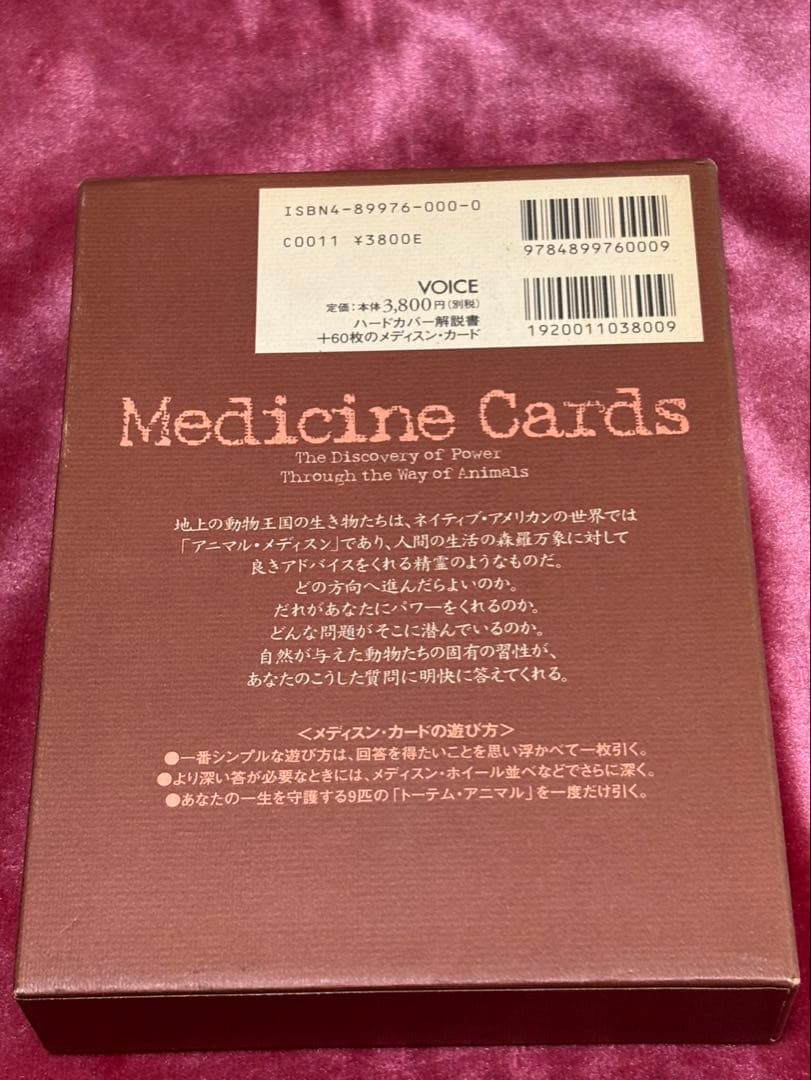 ISBN4-89976-000-0
C0011 ¥3800E
9784899760009
VOICE
定価:本体3,800円(別税)
ハードカバー解説書
+60枚のメディスン・カード
1920011038009
Medicine Cards
The Discovery of Power
Through the Way of Animals
地上の動物王国の生き物たちは、ネイティブ・アメリカンの世界では
「アニマル・メディスン」であり、人間の生活の森羅万象に対して
良きアドバイスをくれる精霊のようなものだ。
どの方向へ進んだらよいのか。
だれがあなたにパワーをくれるのか。
どんな問題がそこに潜んでいるのか。
自然が与えた動物たちの固有の習性が、
あなたのこうした質問に明快に答えてくれる。
<メディスン・カードの遊び方>
●一番シンプルな遊び方は、回答を得たいことを思い浮かべて一枚引く。
●より深い答が必要なときには、メディスン・ホイール並べなどでさらに深く。
●あなたの一生を守護する9匹の「トーテム・アニマル」を一度だけ引く。